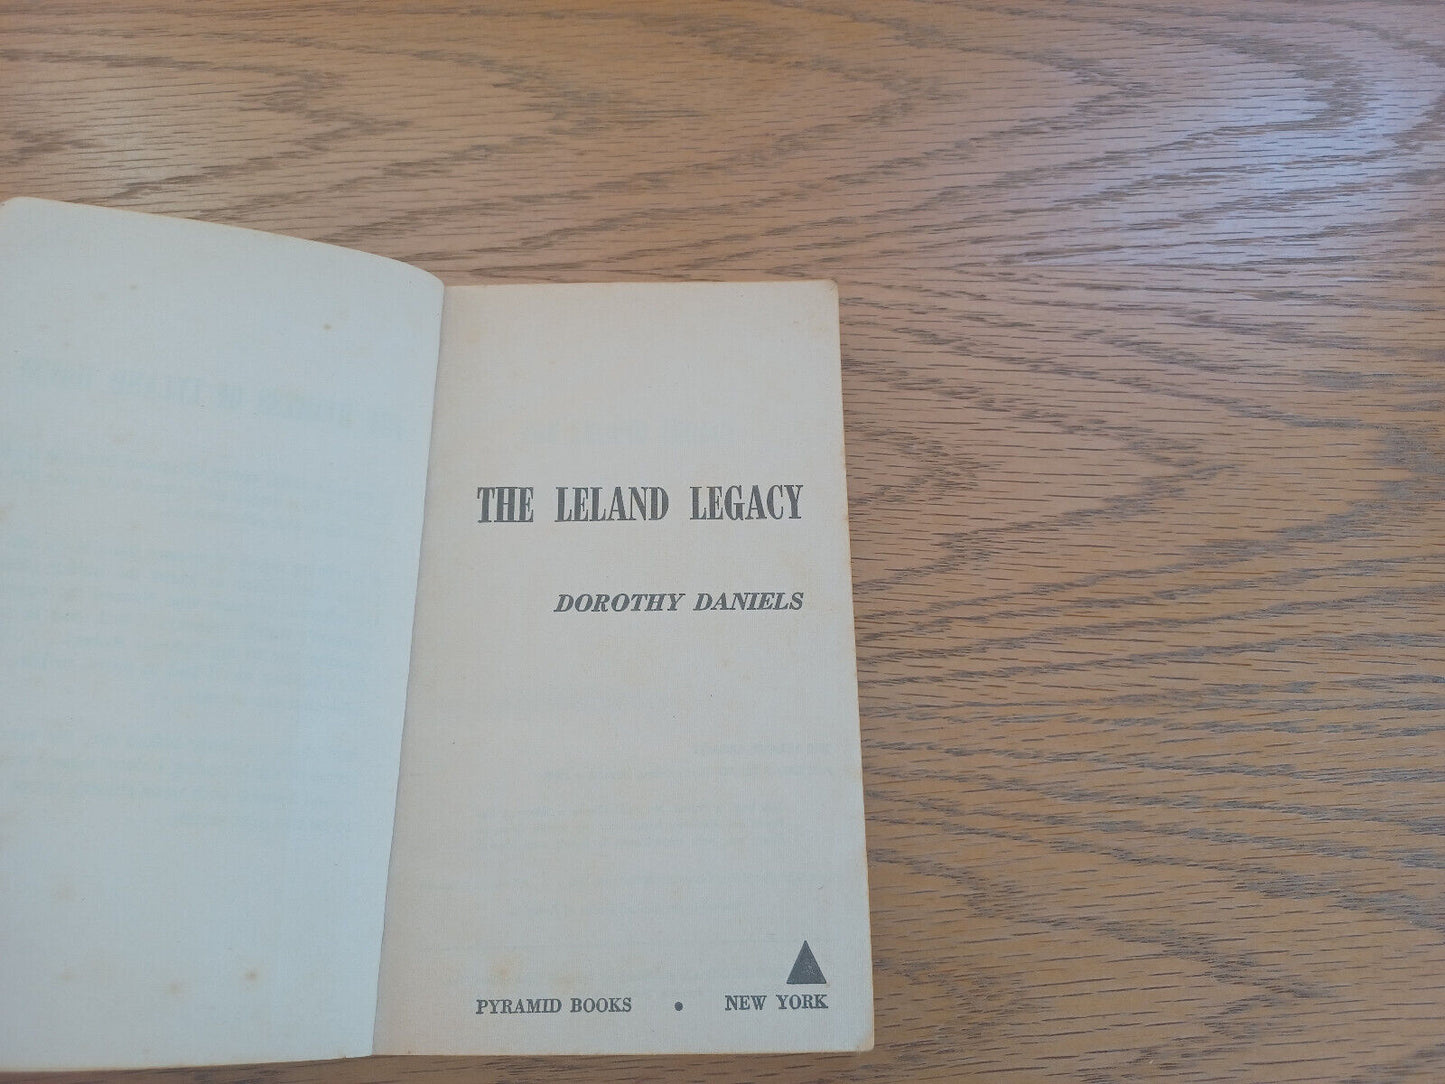 THE LELAND LEGACY
DOROTHY DANIELS
PYRAMID BOOKS • NEW YORK